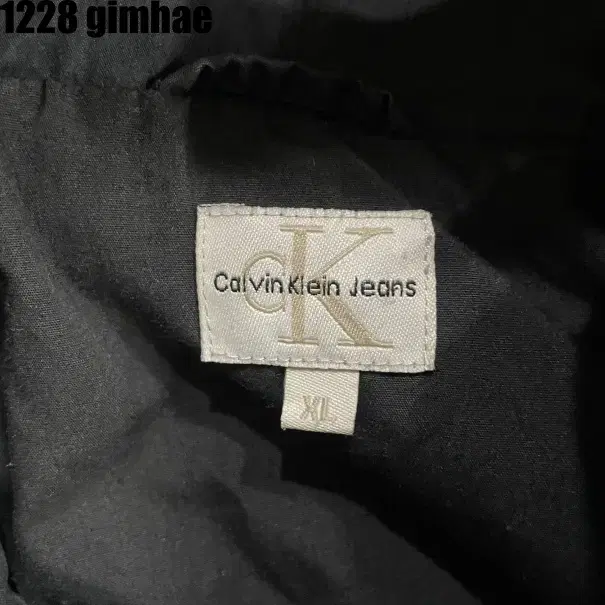 1228 gimhae
CK
Calvin Klein Jeans
XL